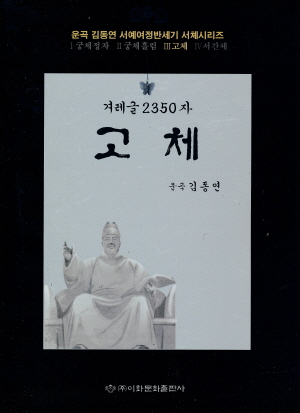 운곡 김동연 서예여정반세기 서체시리즈
Ⅰ궁체정자 Ⅱ궁체흘림 Ⅲ고체 Ⅳ서간체
겨레글 2350자
고체
운곡 김동연
(주)이화문화출판사